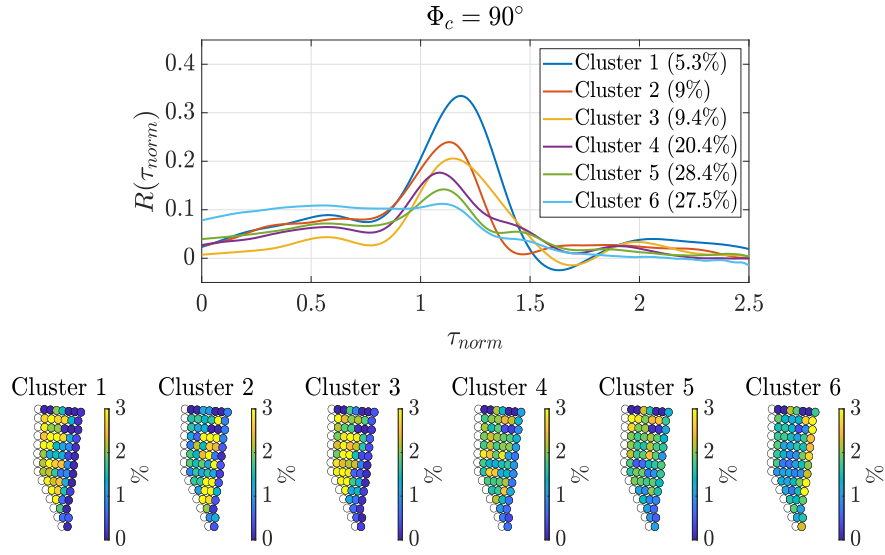 Φ_c = 90°
R(τ_norm)
0.4
0.3
0.2
0.1
0
Cluster 1 (5.3%)
Cluster 2 (9%)
Cluster 3 (9.4%)
Cluster 4 (20.4%)
Cluster 5 (28.4%)
Cluster 6 (27.5%)
0 0.5 1 1.5 2 2.5
τ_norm
Cluster 1 Cluster 2 Cluster 3 Cluster 4 Cluster 5 Cluster 6
3 3 3 3 3 3
2 2 2 2 2 2
% % % % % %
1 1 1 1 1 1
0 0 0 0 0 0